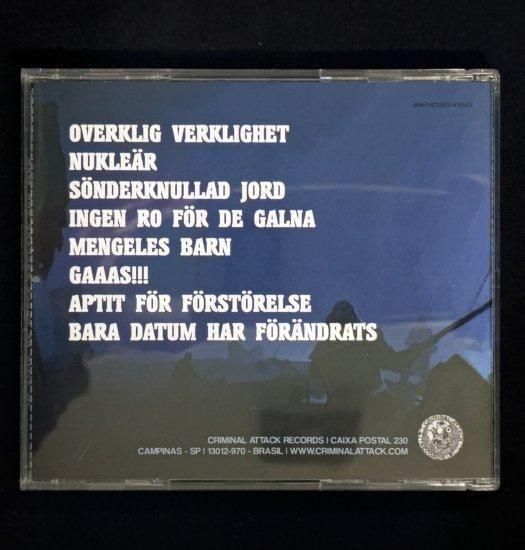 OVERKLIG VERKLIGHET
NUKLEÄR
SÖNDERKNULLAD JORD
INGEN RO FÖR DE GALNA
MENGELES BARN
GAAAS!!!
APTIT FÖR FÖRSTÖRELSE
BARA DATUM HAR FÖRÄNDRATS
CRIMINAL ATTACK RECORDS | CAIXA POSTAL 230
CAMPINAS - SP | 13012-970 - BRASIL | WWW.CRIMINALATTACK.COM